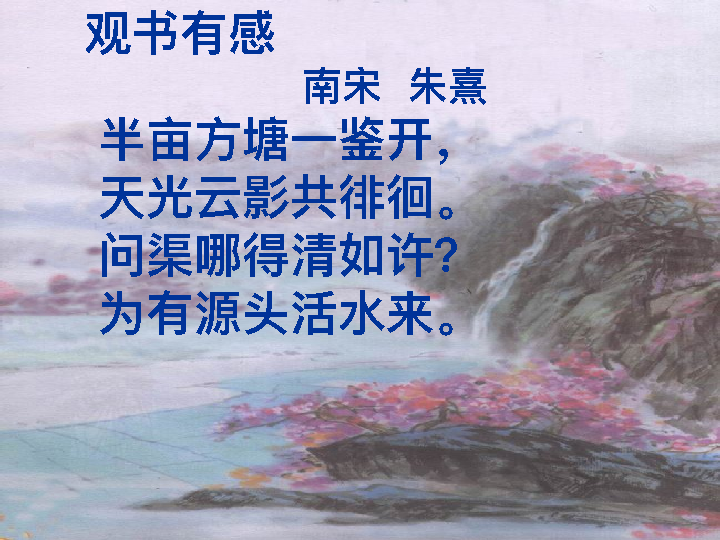 观书有感
南宋 朱熹
半亩方塘一鉴开，
天光云影共徘徊。
问渠哪得清如许？
为有源头活水来。